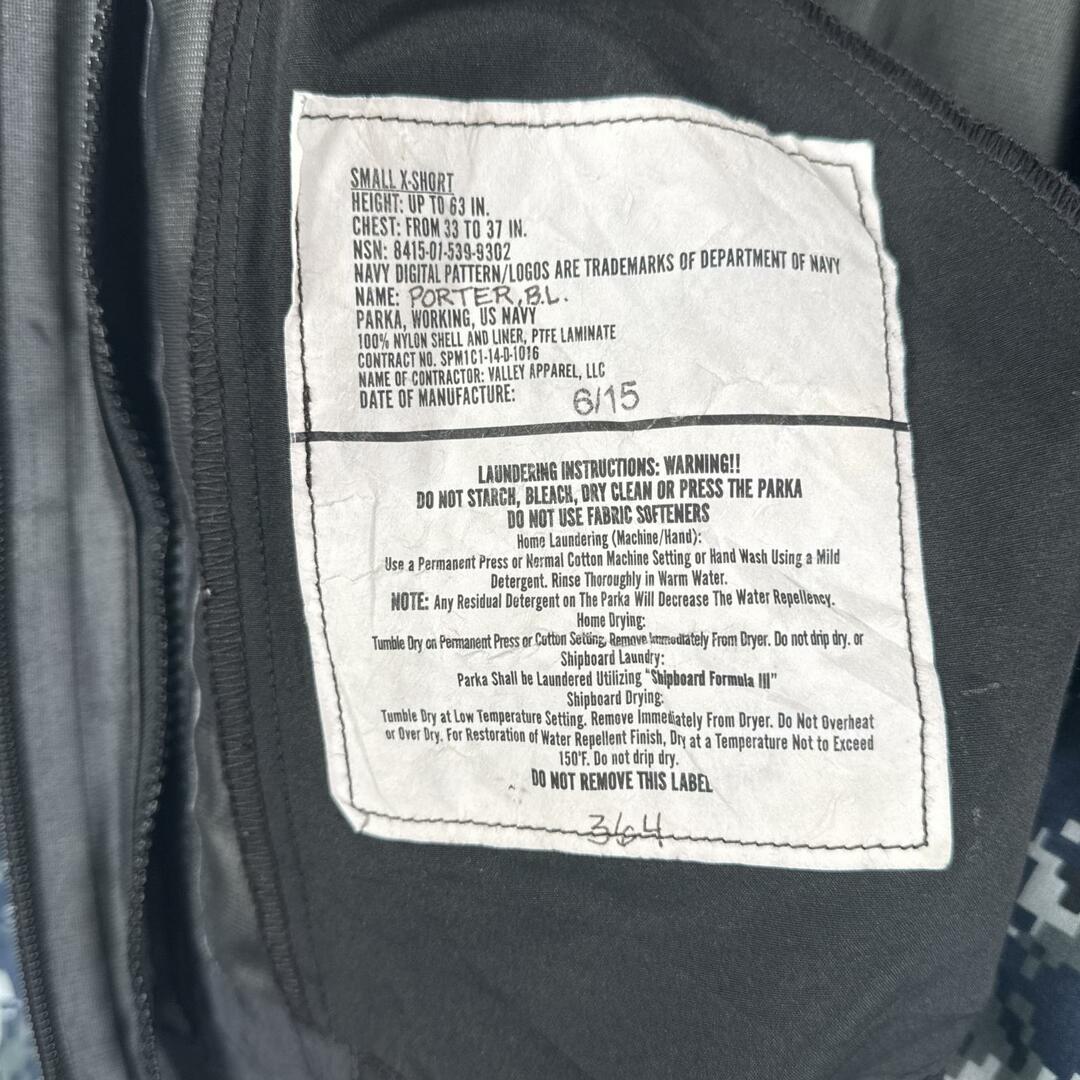 SMALL X-SHORT
HEIGHT: UP TO 63 IN.
CHEST: FROM 33 TO 37 IN.
NSN: 8415-01-539-9302
NAVY DIGITAL PATTERN/LOGOS ARE TRADEMARKS OF DEPARTMENT OF NAVY
NAME: PORTER, B.L.
PARKA, WORKING, US NAVY
100% NYLON SHELL AND LINER, PTFE LAMINATE
CONTRACT NO. SPM1C1-14-D-1016
NAME OF CONTRACTOR: VALLEY APPAREL, LLC
DATE OF MANUFACTURE: 6/15
LAUNDERING INSTRUCTIONS: WARNING!!
DO NOT STARCH, BLEACH, DRY CLEAN OR PRESS THE PARKA
DO NOT USE FABRIC SOFTENERS
Home Laundering (Machine/Hand):
Use a Permanent Press or Normal Cotton Machine Setting or Hand Wash Using a Mild
Detergent. Rinse Thoroughly in Warm Water.
NOTE: Any Residual Detergent on The Parka Will Decrease The Water Repellency.
Home Drying:
Tumble Dry on Permanent Press or Cotton Setting, Remove Immediately From Dryer. Do not drip dry. or
Shipboard Laundry:
Parka Shall be Laundered Utilizing "Shipboard Formula III"
Shipboard Drying:
Tumble Dry at Low Temperature Setting. Remove Immediately From Dryer. Do Not Overheat
or Over Dry. For Restoration of Water Repellent Finish, Dry at a Temperature Not to Exceed
150°F. Do not drip dry.
DO NOT REMOVE THIS LABEL
364